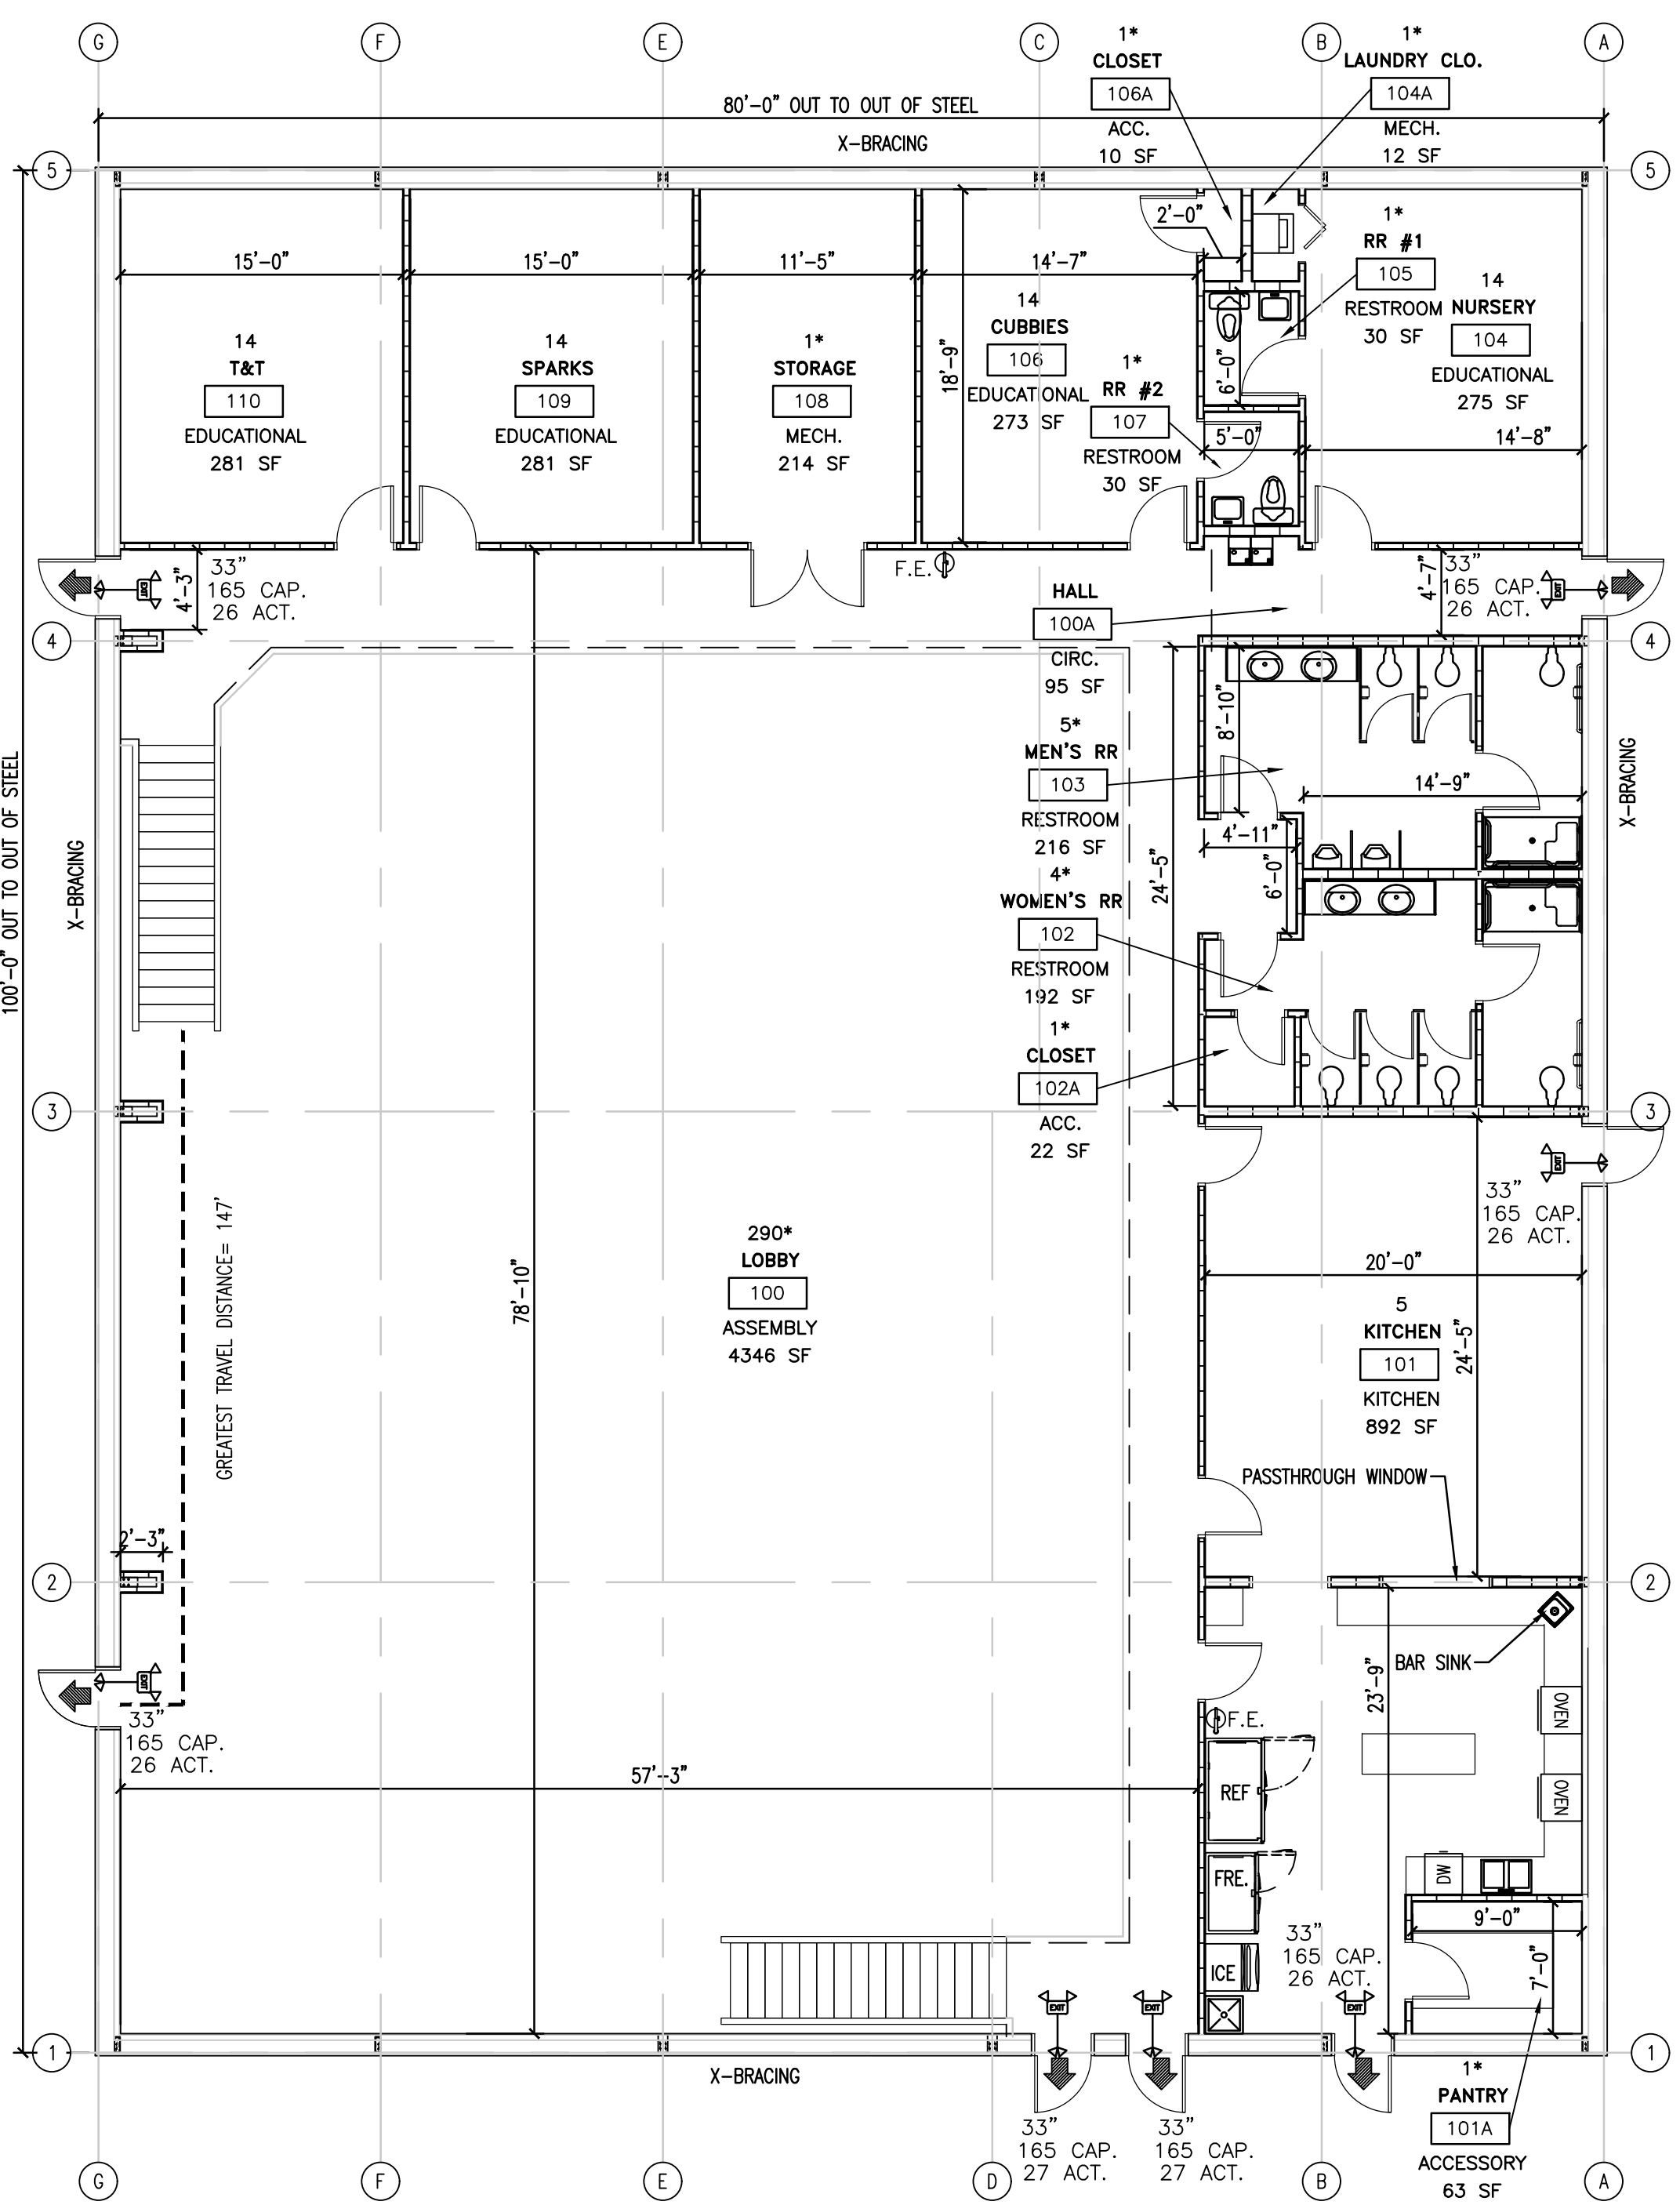 G
F
E
C
B
A
1*
CLOSET
106A
ACC.
10 SF
1*
LAUNDRY CLO.
104A
MECH.
12 SF
80'-0" OUT TO OUT OF STEEL
X-BRACING
5
5
2'-0"
1*
RR #1
105
RESTROOM
30 SF
15'-0"
15'-0"
11'-5"
14'-7"
14
T&T
110
EDUCATIONAL
281 SF
14
SPARKS
109
EDUCATIONAL
281 SF
1*
STORAGE
108
MECH.
214 SF
18'-9"
14
CUBBIES
106
EDUCATIONAL
273 SF
1*
RR #2
107
RESTROOM
30 SF
6'-0"
5'-0"
14
NURSERY
104
EDUCATIONAL
275 SF
14'-8"
EXIT
4'-3"
33"
165 CAP.
26 ACT.
F.E.
HALL
100A
CIRC.
95 SF
4'-7"
33"
165 CAP.
26 ACT.
EXIT
4
4
8'-10"
5*
MEN'S RR
103
RESTROOM
216 SF
14'-9"
4'-11"
6'-0"
24'-5"
X-BRACING
X-BRACING
100'-0" OUT TO OUT OF STEEL
4*
WOMEN'S RR
102
RESTROOM
192 SF
1*
CLOSET
102A
ACC.
22 SF
3
3
EXIT
33"
165 CAP.
26 ACT.
GREATEST TRAVEL DISTANCE= 147'
78'-10"
290*
LOBBY
100
ASSEMBLY
4346 SF
20'-0"
5
KITCHEN
101
KITCHEN
892 SF
24'-5"
PASSTHROUGH WINDOW
2'-3"
2
2
BAR SINK
23'-9"
EXIT
33"
165 CAP.
26 ACT.
F.E.
OVEN
OVEN
57'-3"
REF
FRE.
DW
9'-0"
7'-0"
ICE
33"
165 CAP.
26 ACT.
EXIT
EXIT
EXIT
1
1
X-BRACING
33"
165 CAP.
27 ACT.
33"
165 CAP.
27 ACT.
1*
PANTRY
101A
ACCESSORY
63 SF
G
F
E
D
B
A